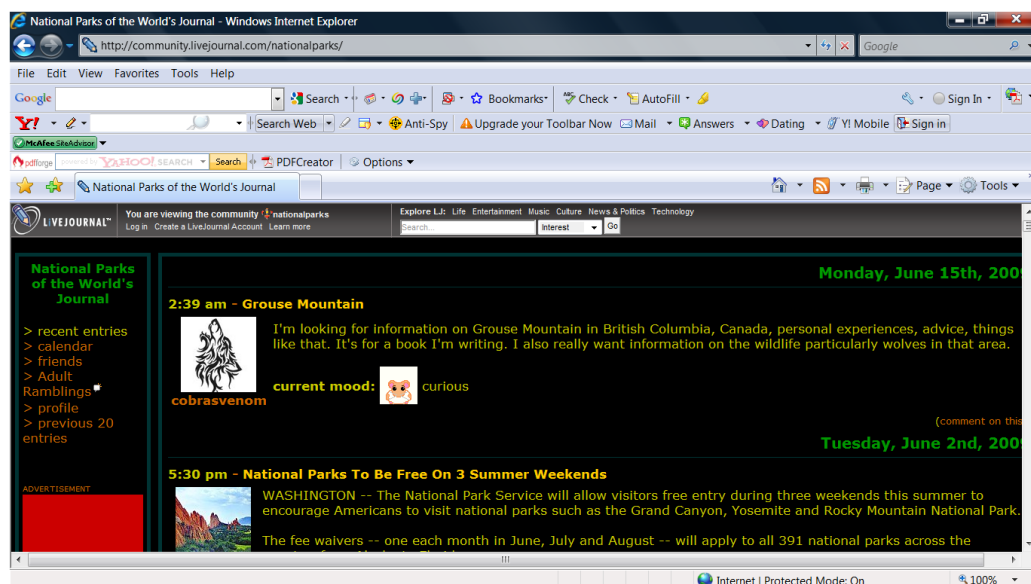 National Parks of the World's Journal - Windows Internet Explorer
http://community.livejournal.com/nationalparks/
Google
File Edit View Favorites Tools Help
Google Search Bookmarks Check AutoFill Sign In
Y! Search Web Anti-Spy Upgrade your Toolbar Now Mail Answers Dating Y! Mobile Sign in
McAfee SiteAdvisor
pdfforge powered by YAHOO! SEARCH Search PDFCreator Options
National Parks of the World's Journal Page Tools
LIVEJOURNAL™
You are viewing the community nationalparks
Log in Create a LiveJournal Account Learn more
Explore LJ: Life Entertainment Music Culture News & Politics Technology
Search... Interest Go
National Parks
of the World's
Journal
> recent entries
> calendar
> friends
> Adult
Ramblings
> profile
> previous 20
entries
ADVERTISEMENT
Monday, June 15th, 200
2:39 am - Grouse Mountain
I'm looking for information on Grouse Mountain in British Columbia, Canada, personal experiences, advice, things
like that. It's for a book I'm writing. I also really want information on the wildlife particularly wolves in that area.
current mood: curious
cobrasvenom
(comment on this
Tuesday, June 2nd, 200
5:30 pm - National Parks To Be Free On 3 Summer Weekends
WASHINGTON -- The National Park Service will allow visitors free entry during three weekends this summer to
encourage Americans to visit national parks such as the Grand Canyon, Yosemite and Rocky Mountain National Park.
The fee waivers -- one each month in June, July and August -- will apply to all 391 national parks across the
Internet | Protected Mode: On 100%